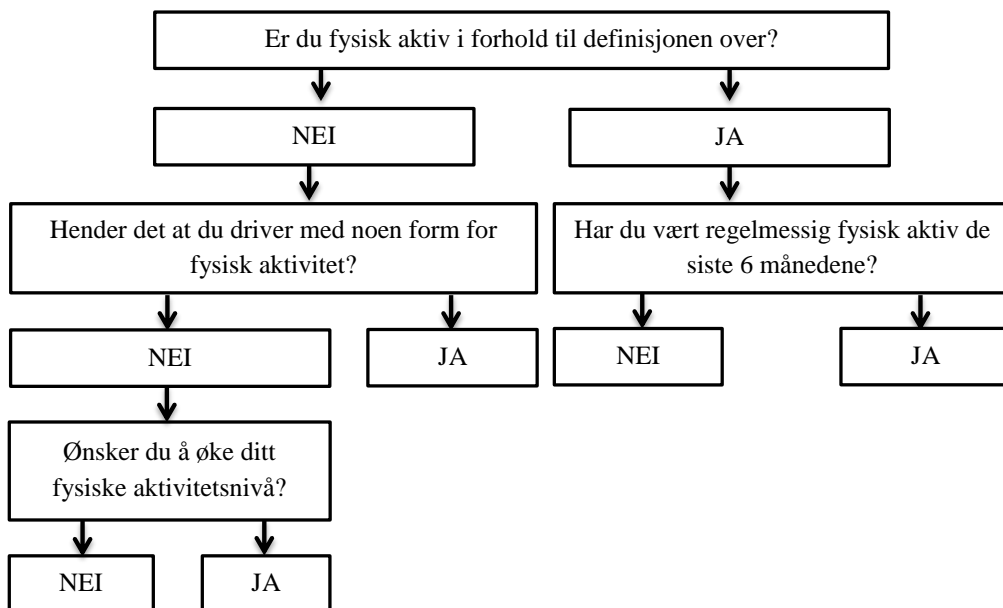 Er du fysisk aktiv i forhold til definisjonen over?
NEI
JA
Hender det at du driver med noen form for
fysisk aktivitet?
Har du vært regelmessig fysisk aktiv de
siste 6 månedene?
NEI
JA
NEI
JA
Ønsker du å øke ditt
fysiske aktivitetsnivå?
NEI
JA